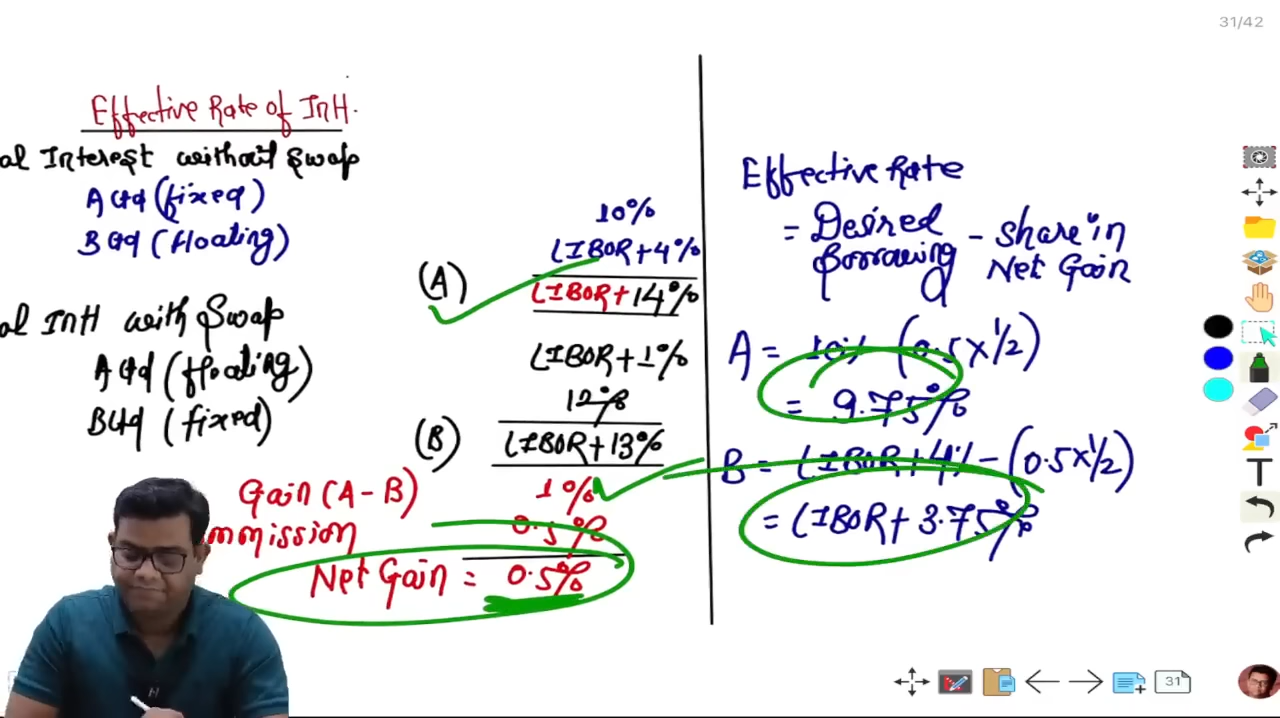 31/42
Effective Rate of Int.
al Interest without Swap
A Ltd (fixed)
10%
B Ltd (Floating)
LIBOR+4%
(A)
LIBOR+14%
al Int with Swap
A Ltd (floating)
LIBOR+1%
B Ltd (fixed)
12%
(B)
LIBOR+13%
Gain (A-B)
1%
mmission
0.5%
Net Gain = 0.5%
Effective Rate
= Desired Borrowing - Share in Net Gain
A = 10% - (0.5×1/2)
= 9.75%
B = LIBOR+4% - (0.5×1/2)
= LIBOR+3.75%
T
31